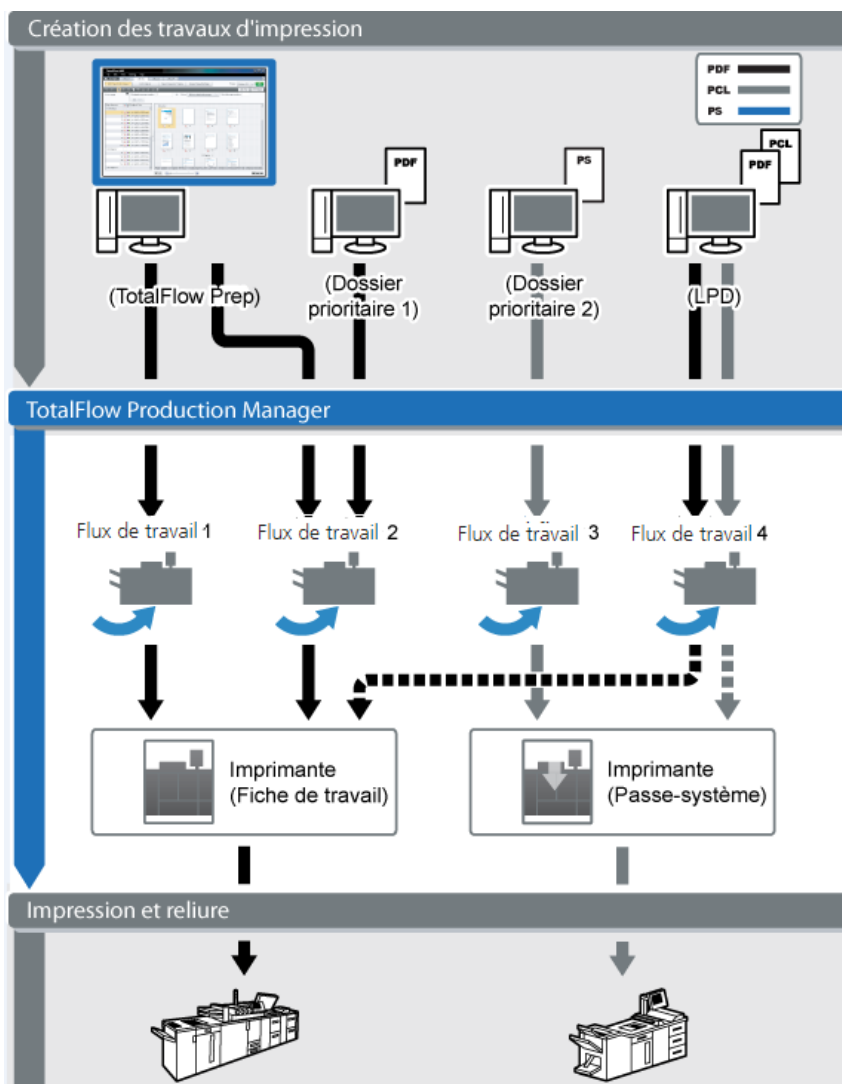 Création des travaux d'impression
PDF
PCL
PS
PDF
PS
PCL
PDF
(TotalFlow Prep)
(Dossier
prioritaire 1)
(Dossier
prioritaire 2)
(LPD)
TotalFlow Production Manager
Flux de travail 1
Flux de travail 2
Flux de travail 3
Flux de travail 4
Imprimante
(Fiche de travail)
Imprimante
(Passe-système)
Impression et reliure